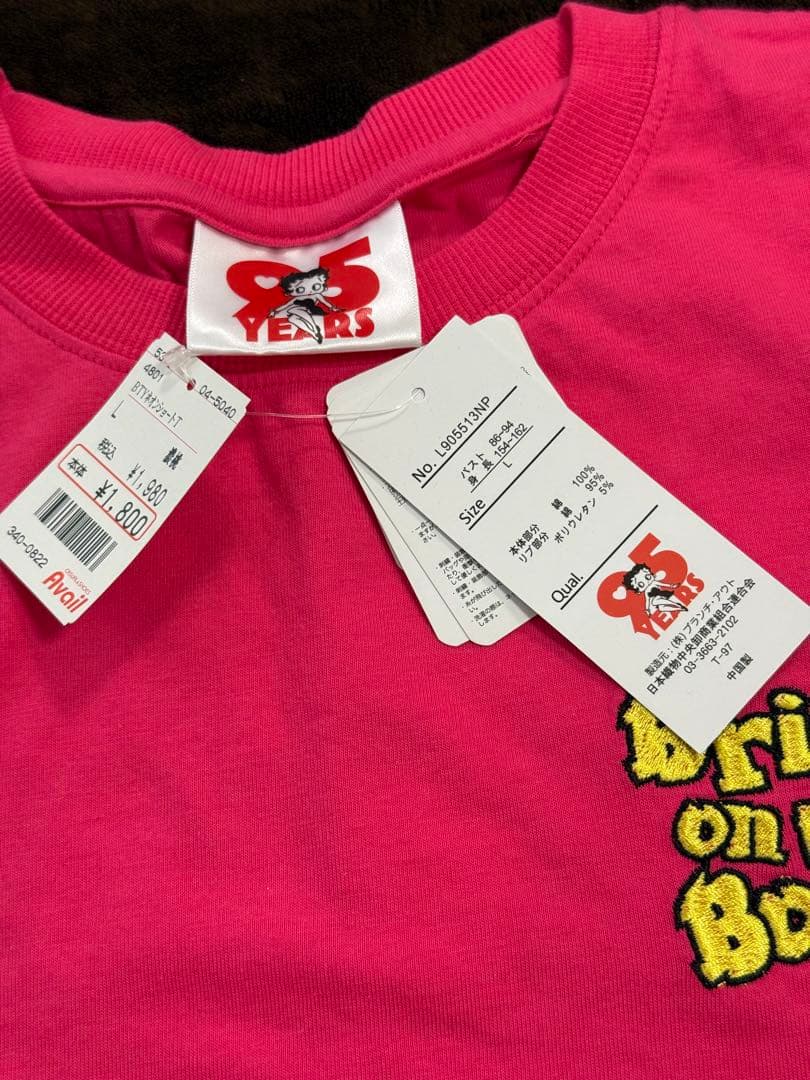 95
YEARS
04-5040
4801
BTYネオンショートT
L
税込
¥1,980
本体
¥1,800
340-0822
Avail
No. L905513NP
バスト 86-94
身長 154-162
Size L
本体部分 綿 100%
リブ部分 綿 95%
ポリウレタン 5%
Qual.
95
YEARS
製造元:(株)ブランチ・アウト
日本織物中央卸商業組合連合会
03-3663-2102
T-97
中国製
Bri
on
Bo